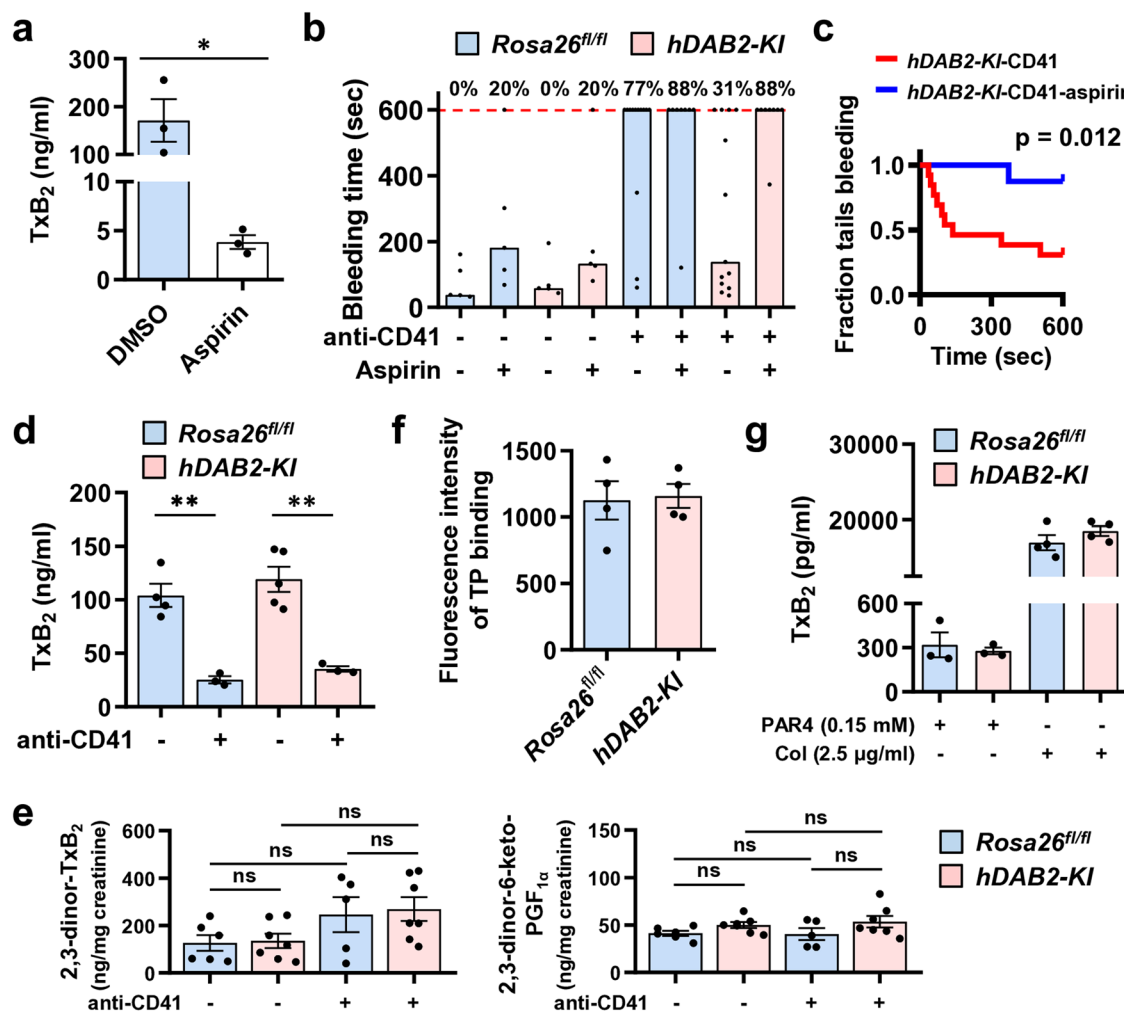 a
*
TxB2 (ng/ml)
300
200
100
10
5
0
DMSO
Aspirin
b
Rosa26fl/fl
hDAB2-KI
0% 20% 0% 20% 77% 88% 31% 88%
Bleeding time (sec)
600
400
200
0
anti-CD41 - - - - + + + +
Aspirin - + - + - + - +
c
hDAB2-KI-CD41
hDAB2-KI-CD41-aspirin
p = 0.012
Fraction tails bleeding
1.0
0.5
0.0
0 300 600
Time (sec)
d
Rosa26fl/fl
hDAB2-KI
** **
TxB2 (ng/ml)
200
150
100
50
0
anti-CD41 - + - +
f
Fluorescence intensity
of TP binding
1500
1000
500
0
Rosa26fl/fl
hDAB2-KI
g
Rosa26fl/fl
hDAB2-KI
TxB2 (pg/ml)
30000
20000
600
300
0
PAR4 (0.15 mM) + + - -
Col (2.5 µg/ml) - - + +
e
2,3-dinor-TxB2
(ng/mg creatinine)
600
400
200
0
ns
ns
ns
ns
anti-CD41 - - + +
2,3-dinor-6-keto-
PGF1α
(ng/mg creatinine)
150
100
50
0
ns
ns
ns
ns
anti-CD41 - - + +
Rosa26fl/fl
hDAB2-KI